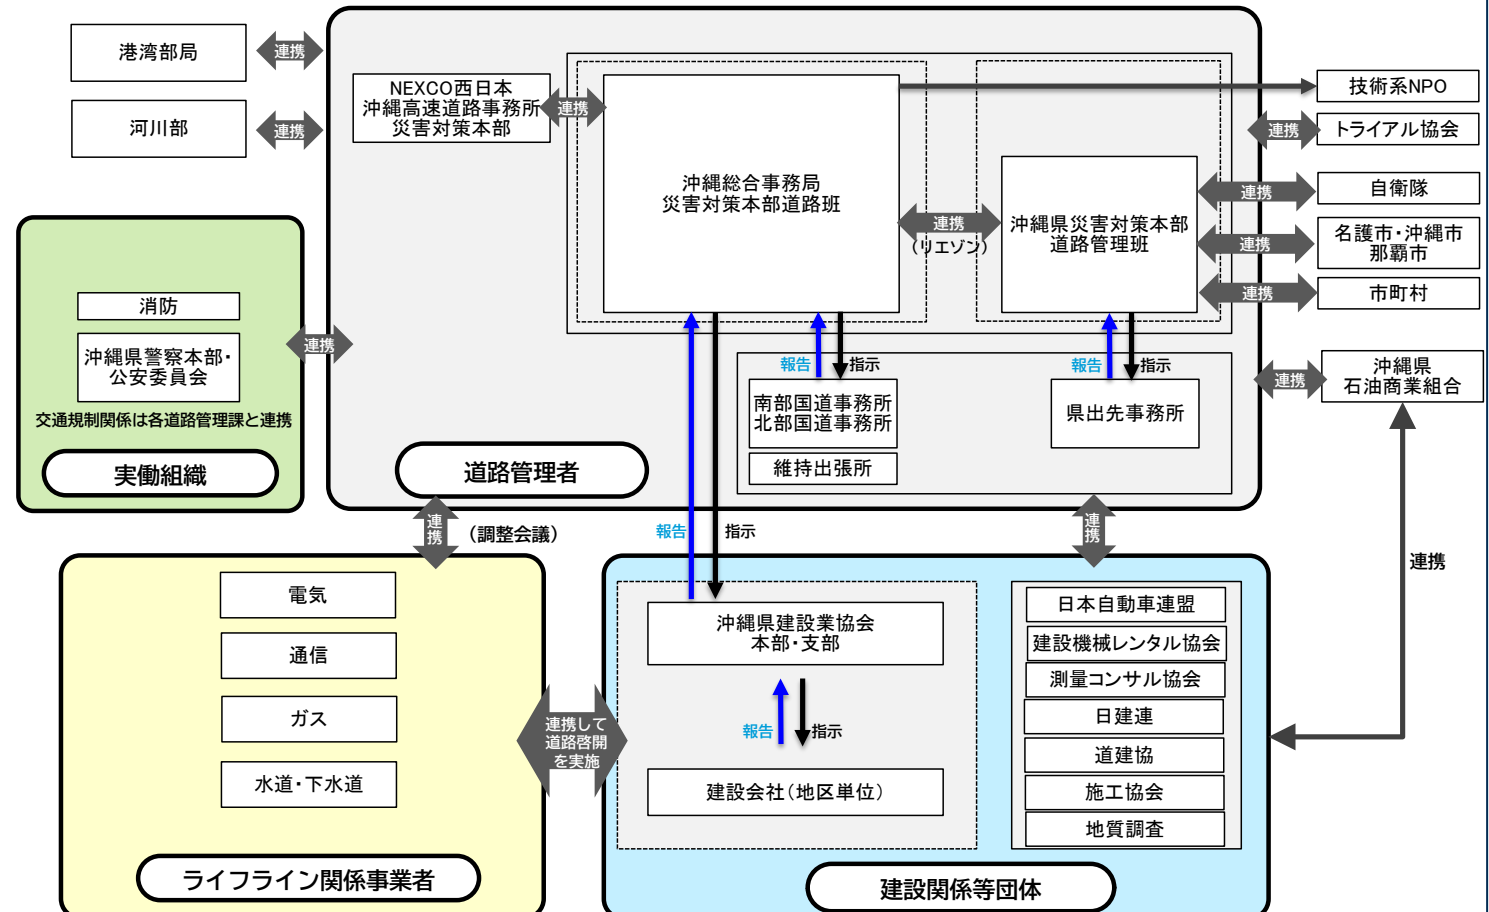 港湾部局
連携
河川部
連携
NEXCO西日本
沖縄高速道路事務所
災害対策本部
連携
沖縄総合事務局
災害対策本部道路班
連携
(リエゾン)
沖縄県災害対策本部
道路管理班
技術系NPO
連携
トライアル協会
連携
自衛隊
連携
名護市・沖縄市
那覇市
連携
市町村
消防
沖縄県警察本部・
公安委員会
交通規制関係は各道路管理課と連携
実働組織
連携
報告
指示
報告
指示
南部国道事務所
北部国道事務所
維持出張所
県出先事務所
連携
沖縄県
石油商業組合
道路管理者
連携
(調整会議)
報告
指示
連携
連携
電気
通信
ガス
水道・下水道
ライフライン関係事業者
連携して
道路啓開
を実施
沖縄県建設業協会
本部・支部
報告
指示
建設会社(地区単位)
日本自動車連盟
建設機械レンタル協会
測量コンサル協会
日建連
道建協
施工協会
地質調査
建設関係等団体